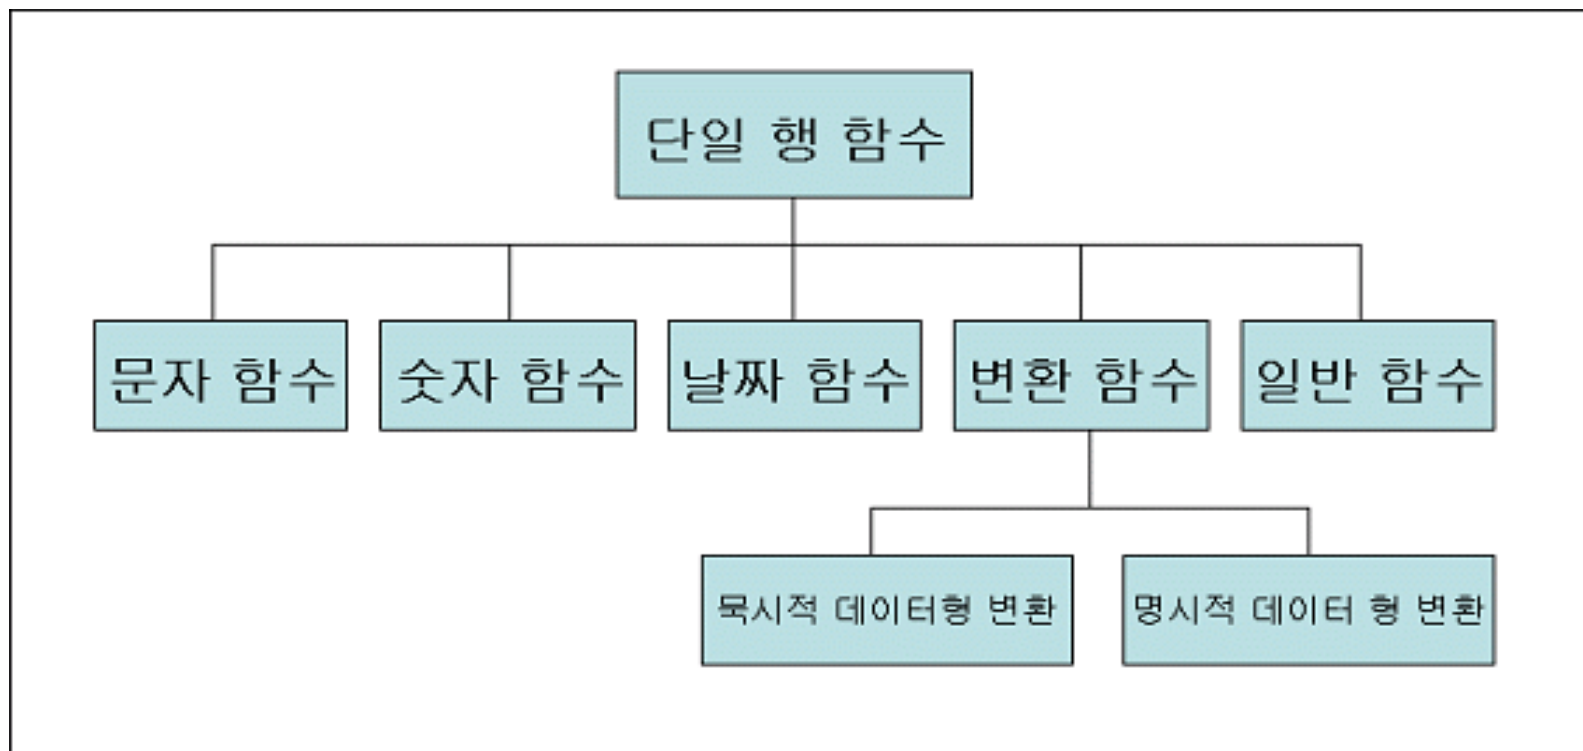 단일 행 함수
문자 함수
숫자 함수
날짜 함수
변환 함수
일반 함수
묵시적 데이터형 변환
명시적 데이터 형 변환